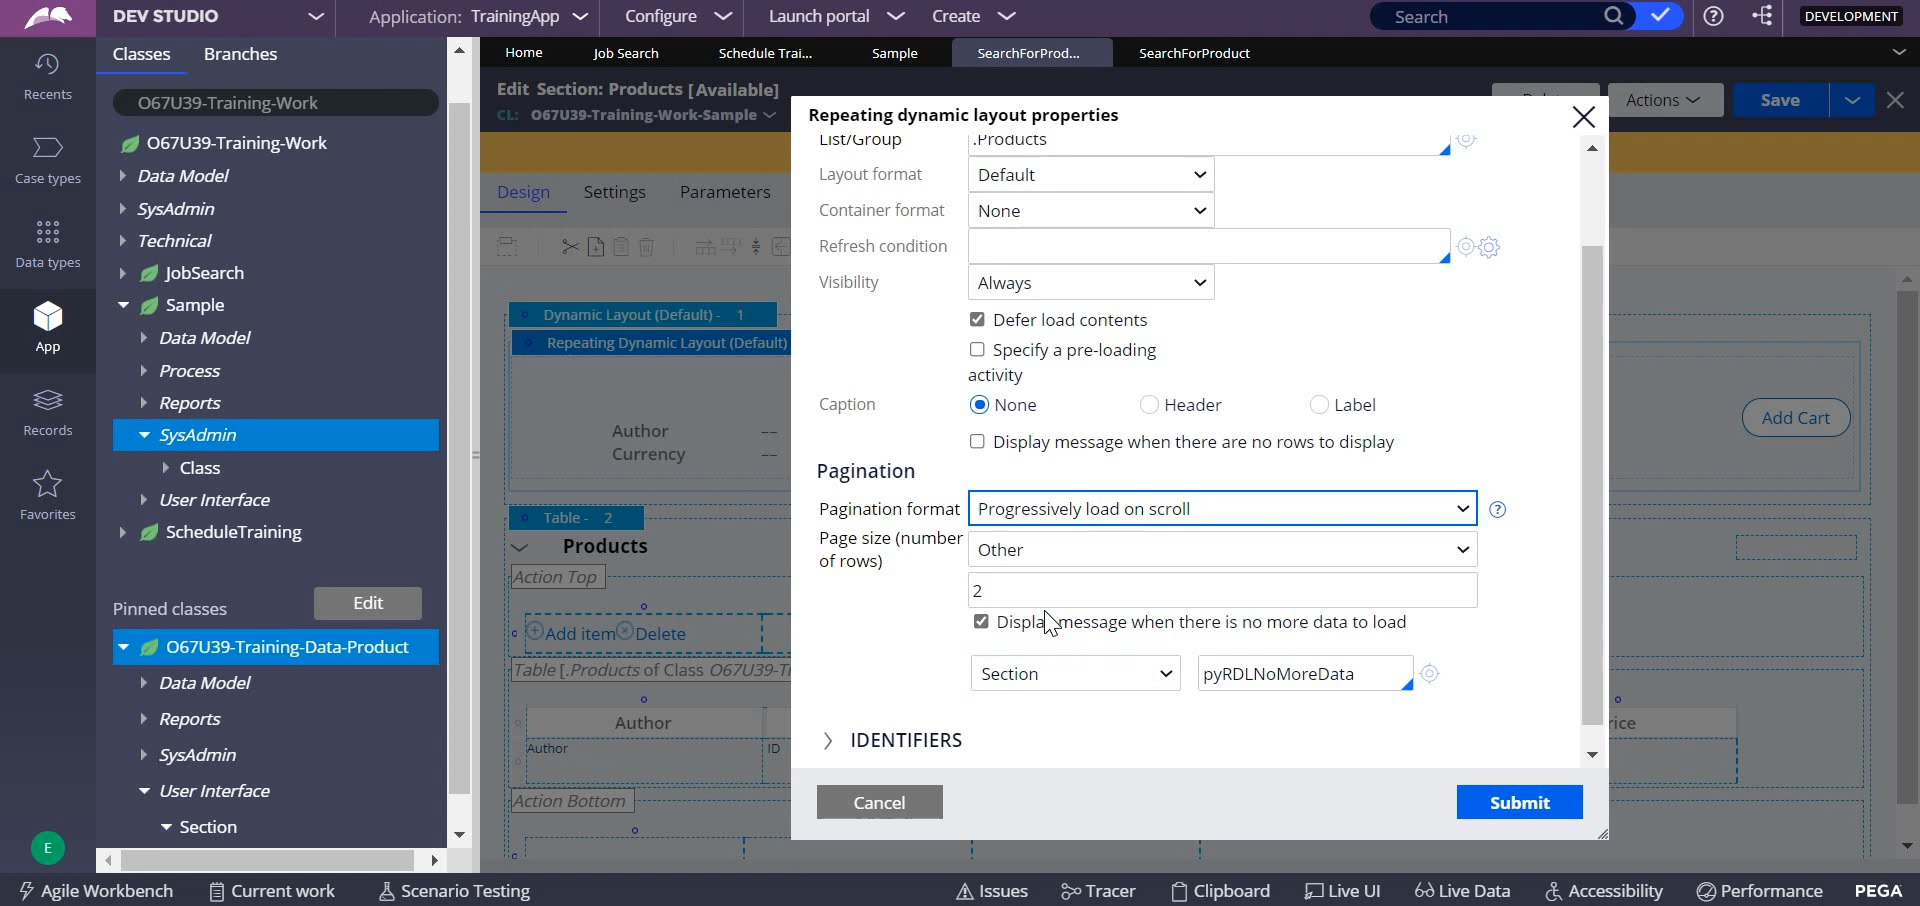 DEV STUDIO
Application: TrainingApp
Configure
Launch portal
Create
Search
DEVELOPMENT
Recents
Case types
Data types
App
Records
Favorites
E
Classes
Branches
O67U39-Training-Work
O67U39-Training-Work
Data Model
SysAdmin
Technical
JobSearch
Sample
Data Model
Process
Reports
SysAdmin
Class
User Interface
ScheduleTraining
Pinned classes
Edit
O67U39-Training-Data-Product
Data Model
Reports
SysAdmin
User Interface
Section
Home
Job Search
Schedule Trai...
Sample
SearchForProd...
SearchForProduct
Edit Section: Products [Available]
CL: O67U39-Training-Work-Sample
Actions
Save
Design
Settings
Parameters
Dynamic Layout (Default) - 1
Repeating Dynamic Layout (Default)
Author --
Currency --
Add Cart
Table - 2
Products
Action Top
Add item Delete
Table [.Products of Class O67U39-Tr
Author
Author
ID
rice
Action Bottom
Repeating dynamic layout properties
List/Group .Products
Layout format Default
Container format None
Refresh condition
Visibility Always
Defer load contents
Specify a pre-loading
activity
Caption None Header Label
Display message when there are no rows to display
Pagination
Pagination format Progressively load on scroll
Page size (number
of rows)
Other
2
Display message when there is no more data to load
Section pyRDLNoMoreData
IDENTIFIERS
Cancel
Submit
Agile Workbench
Current work
Scenario Testing
Issues
Tracer
Clipboard
Live UI
Live Data
Accessibility
Performance
PEGA